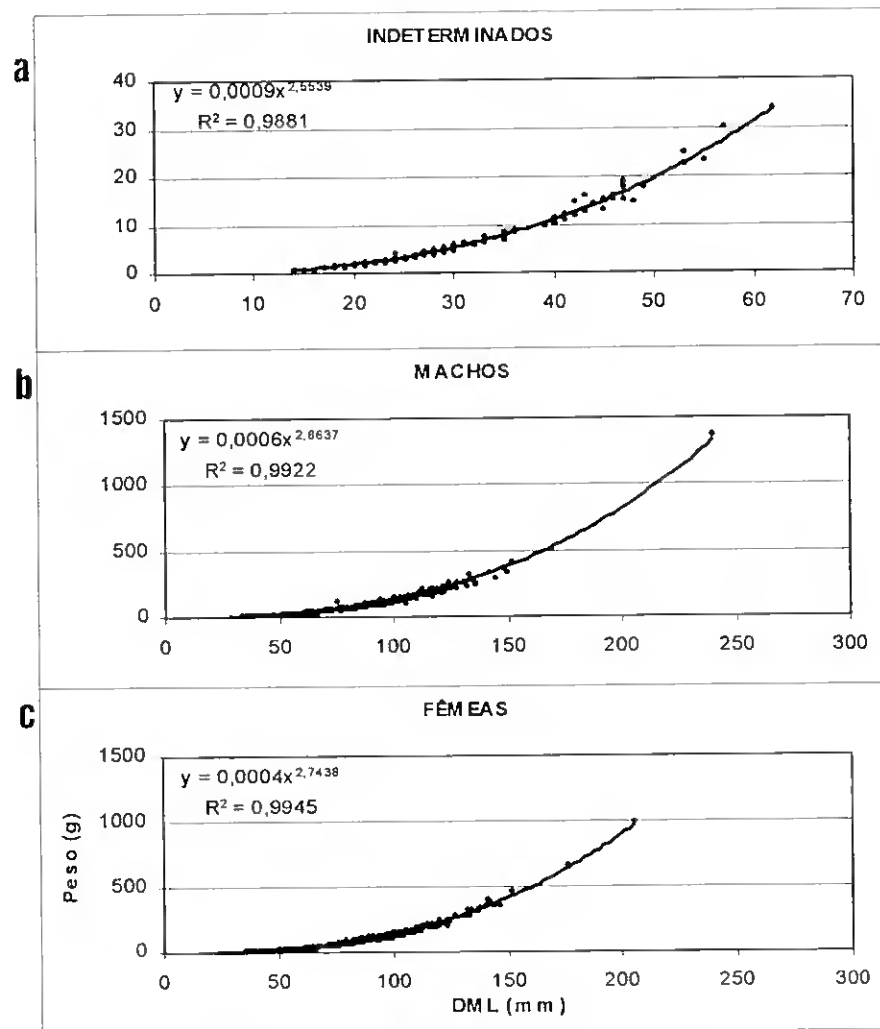 a
INDETERMINADOS
y = 0,0009x^2,5539
R² = 0,9881
40
30
20
10
0
0 10 20 30 40 50 60 70
b
MACHOS
y = 0,0006x^2,6637
R² = 0,9922
1500
1000
500
0
0 50 100 150 200 250 300
c
FÊMEAS
y = 0,0004x^2,7438
R² = 0,9945
1500
1000
500
0
Peso (g)
0 50 100 150 200 250 300
DML (mm)